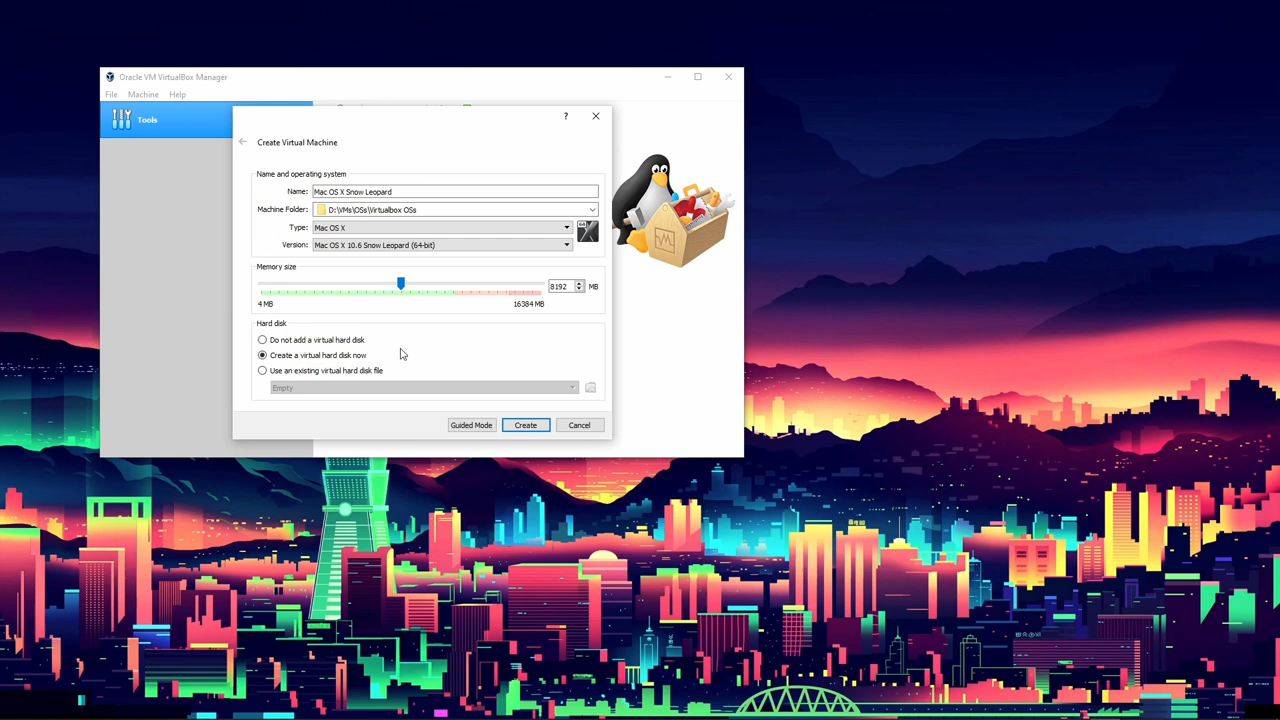 Oracle VM VirtualBox Manager
File Machine Help
Tools
?
Create Virtual Machine
Name and operating system
Name: Mac OS X Snow Leopard
Machine Folder: D:\VMs\OSs\Virtualbox OSs
Type: Mac OS X
64
Version: Mac OS X 10.6 Snow Leopard (64-bit)
Memory size
8192 MB
4 MB 16384 MB
Hard disk
Do not add a virtual hard disk
Create a virtual hard disk now
Use an existing virtual hard disk file
Empty
Guided Mode Create Cancel